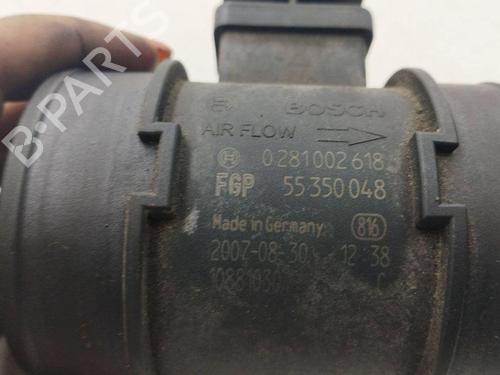 BOSCH
AIR FLOW
0 281 002 618
FGP 55 350 048
Made in Germany 816
2007-08-30 12:38
C
B-PARTS